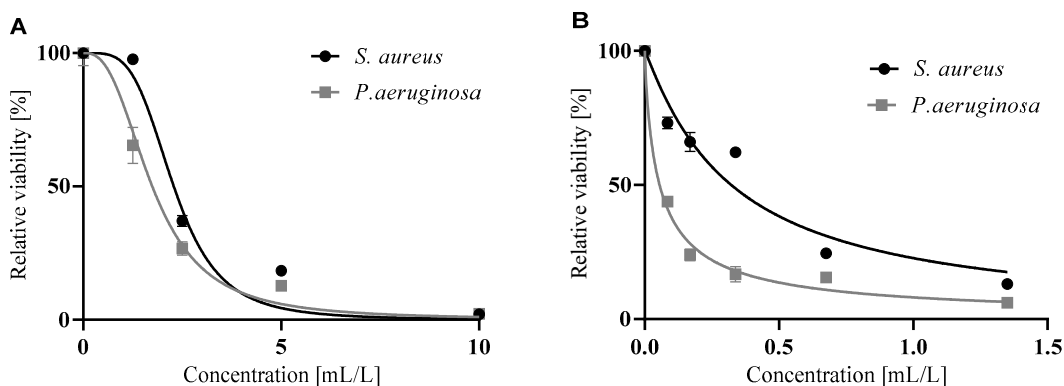 A
100
50
0
0
5
10
Relative viability [%]
Concentration [mL/L]
S. aureus
P.aeruginosa
B
100
50
0
0.0
0.5
1.0
1.5
Relative viability [%]
Concentration [mL/L]
S. aureus
P.aeruginosa